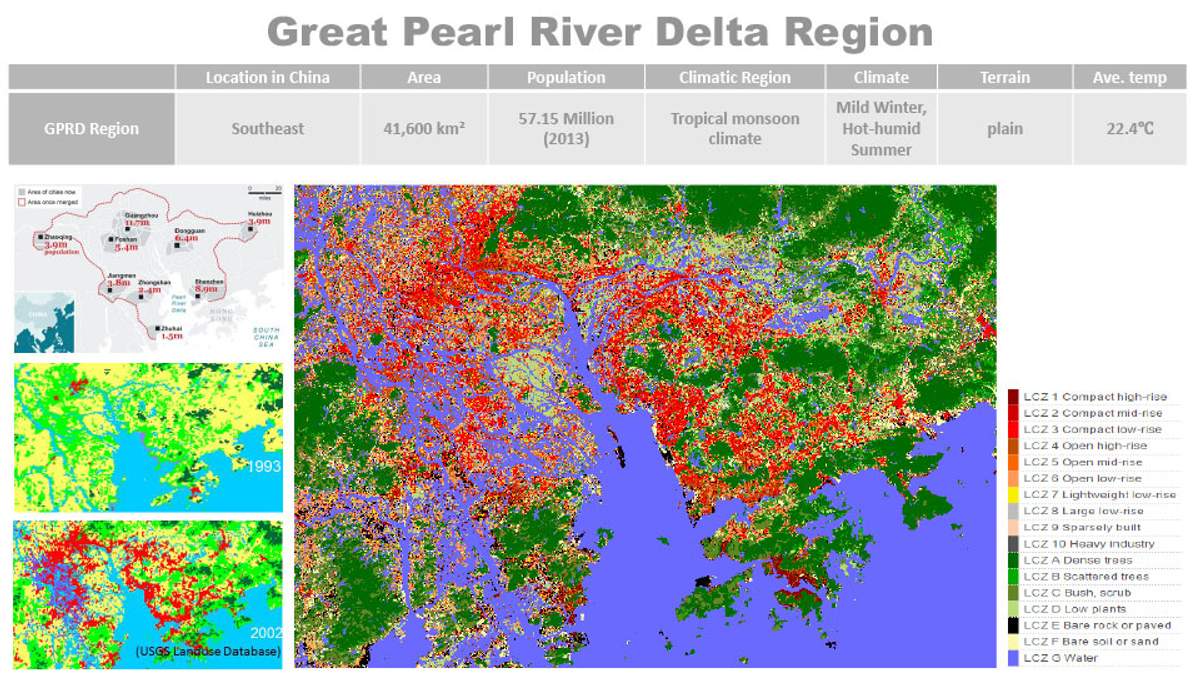 Great Pearl River Delta Region
Location in China Area Population Climatic Region Climate Terrain Ave. temp
GPRD Region Southeast 41,600 km² 57.15 Million (2013) Tropical monsoon climate Mild Winter, Hot-humid Summer plain 22.4℃
Area of cities now
Area once merged
0 20
miles
Guangzhou
11.7m
Huizhou
3.9m
Zhaoqing
3.9m
population
Foshan
5.4m
Dongguan
6.4m
Jiangmen
3.8m
Zhongshan
2.4m
Shenzhen
8.9m
Pearl
River
Delta
HONG
KONG
CHINA
Zhuhai
1.5m
SOUTH
CHINA
SEA
1993
2002
(USGS Landuse Database)
LCZ 1 Compact high-rise
LCZ 2 Compact mid-rise
LCZ 3 Compact low-rise
LCZ 4 Open high-rise
LCZ 5 Open mid-rise
LCZ 6 Open low-rise
LCZ 7 Lightweight low-rise
LCZ 8 Large low-rise
LCZ 9 Sparsely built
LCZ 10 Heavy industry
LCZ A Dense trees
LCZ B Scattered trees
LCZ C Bush, scrub
LCZ D Low plants
LCZ E Bare rock or paved
LCZ F Bare soil or sand
LCZ G Water